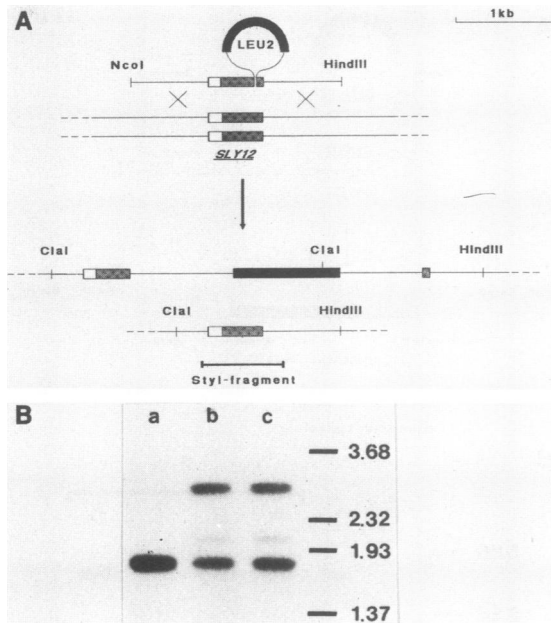 A
1kb
LEU2
NcoI
HindIII
SLY12
ClaI
ClaI
HindIII
ClaI
HindIII
StyI-fragment
B
a b c
3.68
2.32
1.93
1.37